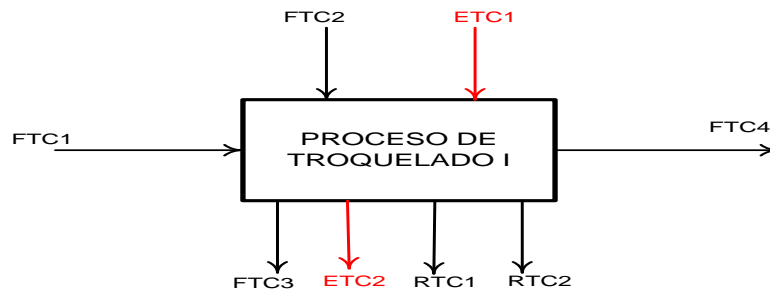 FTC2
ETC1
FTC1
PROCESO DE
TROQUELADO I
FTC4
FTC3
ETC2
RTC1
RTC2